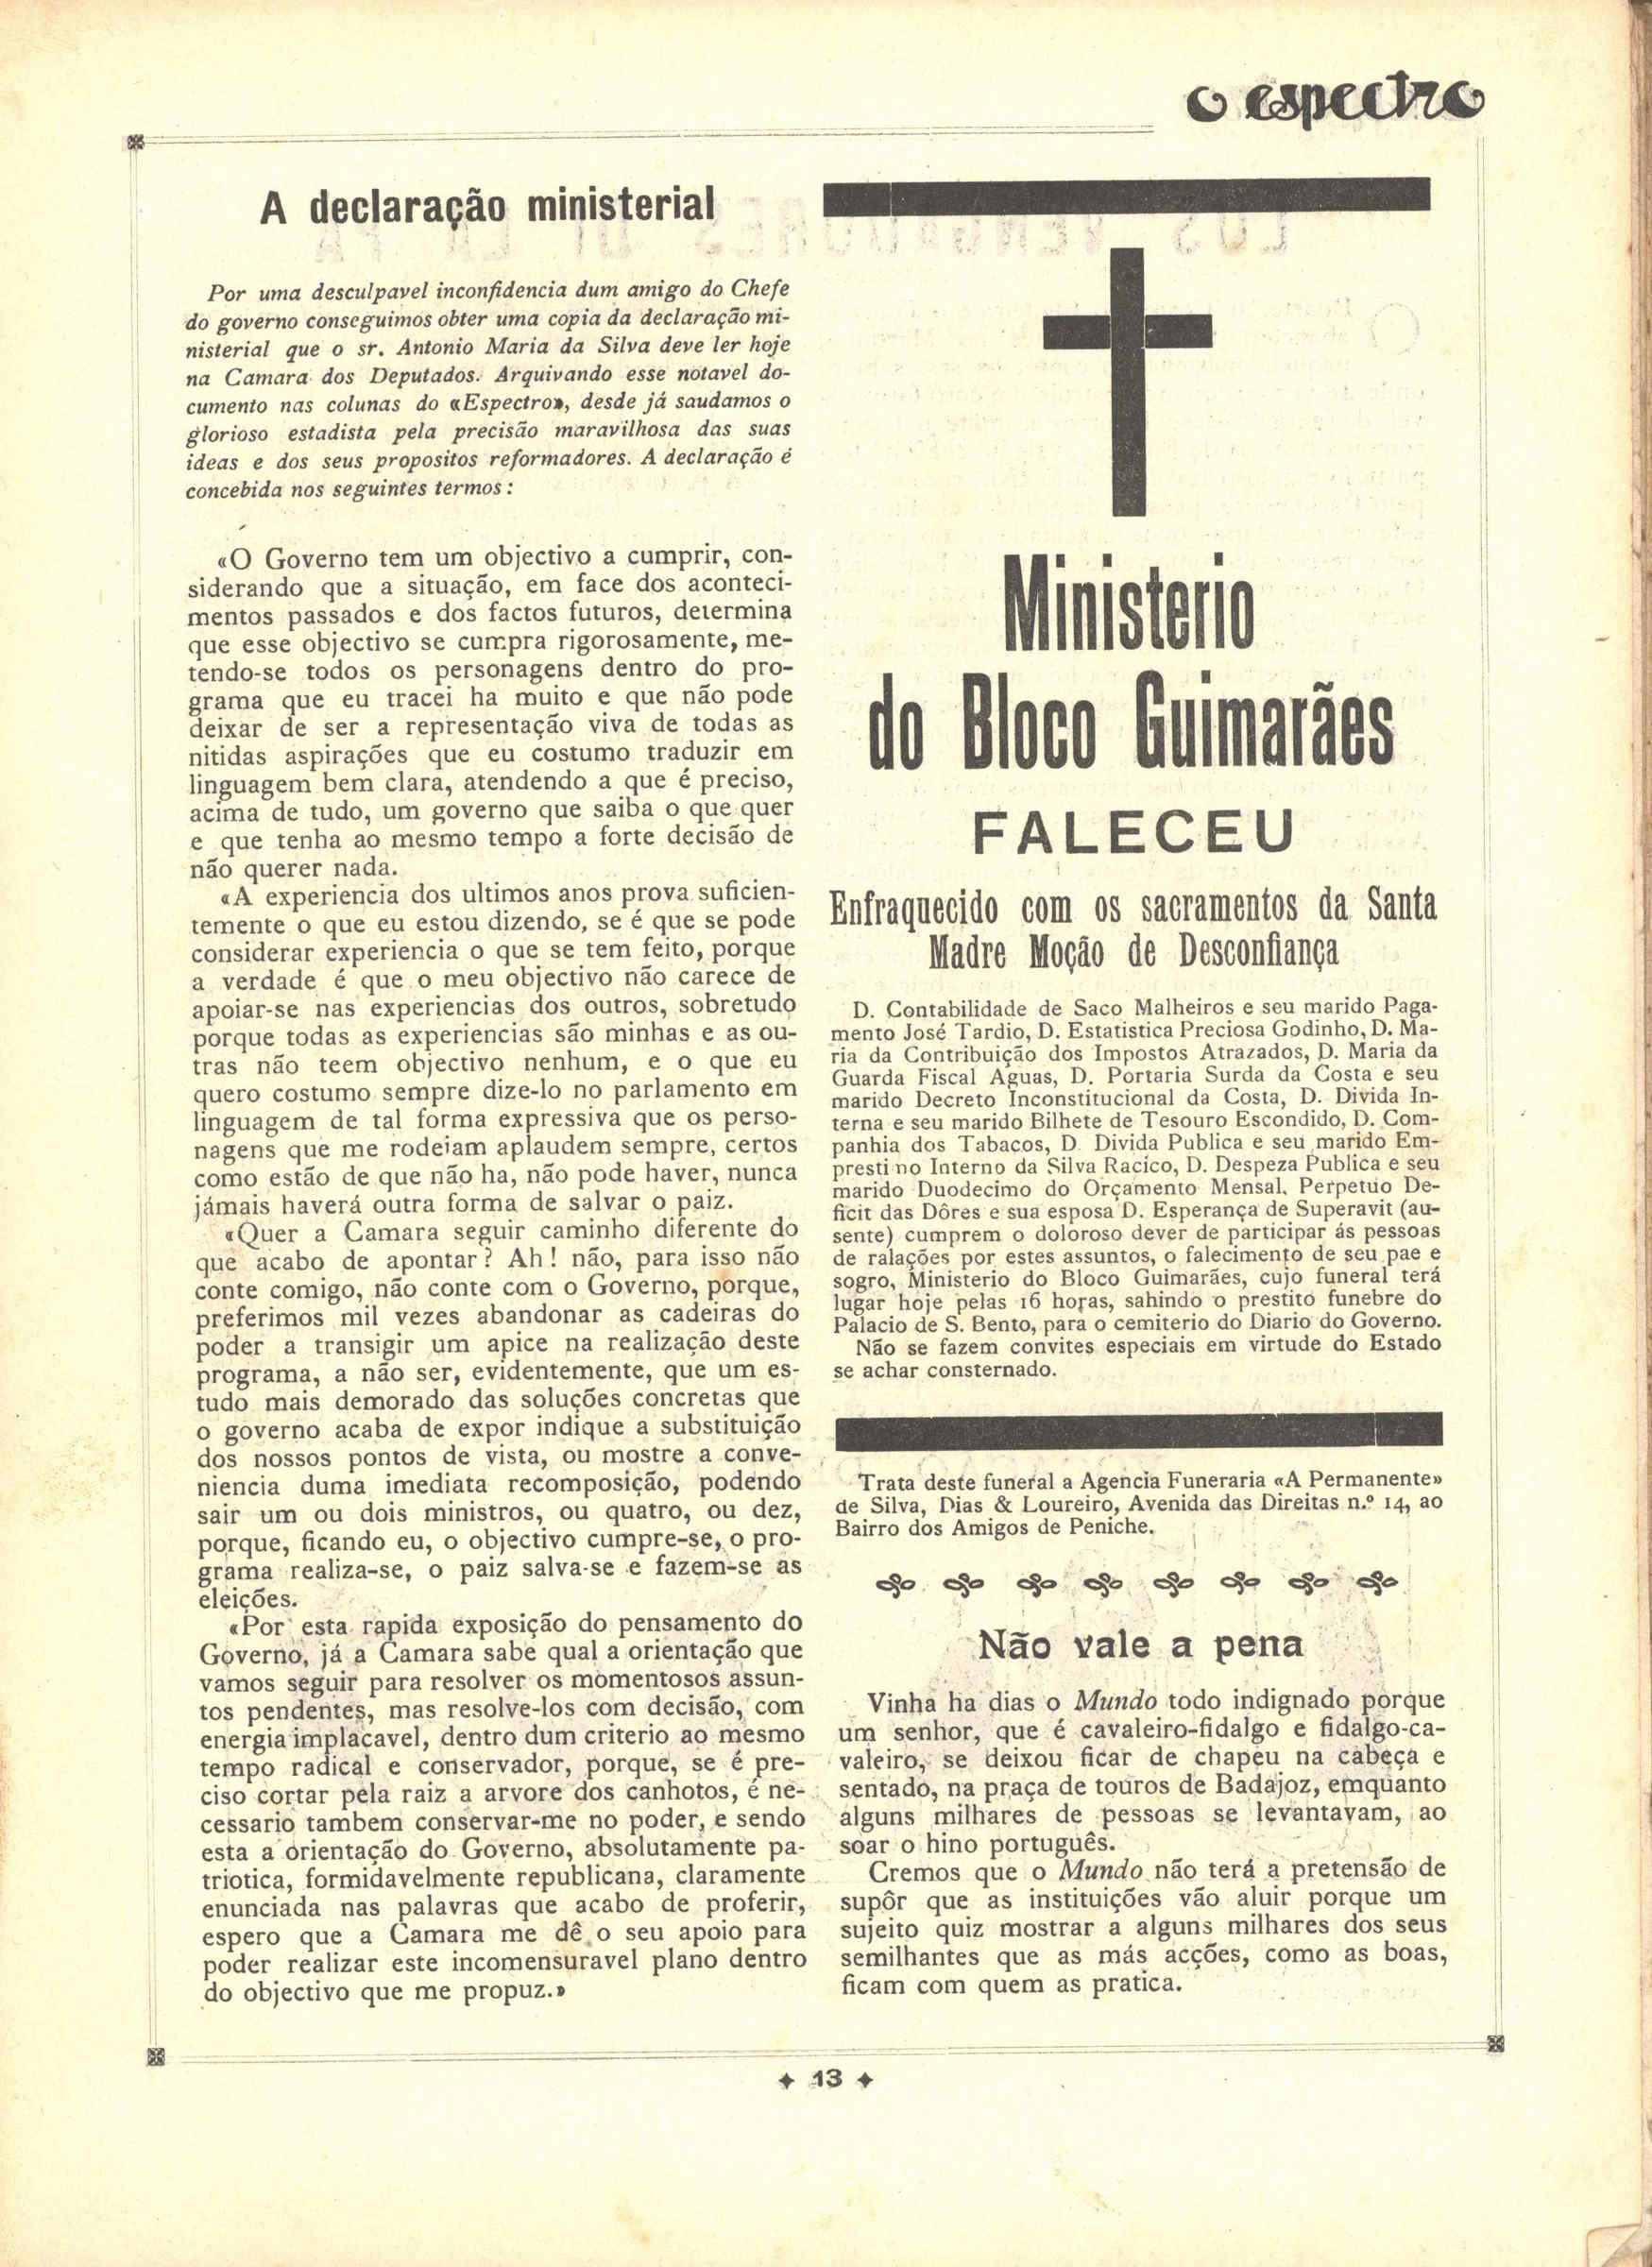 O espectro
A declaração ministerial
Por uma desculpavel inconfidencia dum amigo do Chefe
do governo conseguimos obter uma copia da declaração mi-
nisterial que o sr. Antonio Maria da Silva deve ler hoje
na Camara dos Deputados. Arquivando esse notavel do-
cumento nas colunas do «Espectro», desde já saudamos o
glorioso estadista pela precisão maravilhosa das suas
ideas e dos seus propositos reformadores. A declaração é
concebida nos seguintes termos:
«O Governo tem um objectivo a cumprir, con-
siderando que a situação, em face dos aconteci-
mentos passados e dos factos futuros, determina
que esse objectivo se cumpra rigorosamente, me-
tendo-se todos os personagens dentro do pro-
grama que eu tracei ha muito e que não pode
deixar de ser a representação viva de todas as
nitidas aspirações que eu costumo traduzir em
linguagem bem clara, atendendo a que é preciso,
acima de tudo, um governo que saiba o que quer
e que tenha ao mesmo tempo a forte decisão de
não querer nada.
«A experiencia dos ultimos anos prova suficien-
temente o que eu estou dizendo, se é que se pode
considerar experiencia o que se tem feito, porque
a verdade é que o meu objectivo não carece de
apoiar-se nas experiencias dos outros, sobretudo
porque todas as experiencias são minhas e as ou-
tras não teem objectivo nenhum, e o que eu
quero costumo sempre dize-lo no parlamento em
linguagem de tal forma expressiva que os perso-
nagens que me rodeiam aplaudem sempre, certos
como estão de que não ha, não pode haver, nunca
jámais haverá outra forma de salvar o paiz.
«Quer a Camara seguir caminho diferente do
que acabo de apontar? Ah! não, para isso não
conte comigo, não conte com o Governo, porque,
preferimos mil vezes abandonar as cadeiras do
poder a transigir um apice na realização deste
programa, a não ser, evidentemente, que um es-
tudo mais demorado das soluções concretas que
o governo acaba de expor indique a substituição
dos nossos pontos de vista, ou mostre a conve-
niencia duma imediata recomposição, podendo
sair um ou dois ministros, ou quatro, ou dez,
porque, ficando eu, o objectivo cumpre-se, o pro-
grama realiza-se, o paiz salva-se e fazem-se as
eleições.
«Por esta rapida exposição do pensamento do
Governo, já a Camara sabe qual a orientação que
vamos seguir para resolver os momentosos assun-
tos pendentes, mas resolve-los com decisão, com
energia implacavel, dentro dum criterio ao mesmo
tempo radical e conservador, porque, se é pre-
ciso cortar pela raiz a arvore dos canhotos, é ne-
cessario tambem conservar-me no poder, e sendo
esta a orientação do Governo, absolutamente pa-
triotica, formidavelmente republicana, claramente
enunciada nas palavras que acabo de proferir,
espero que a Camara me dê o seu apoio para
poder realizar este incomensuravel plano dentro
do objectivo que me propuz.»
Ministerio
do Bloco Guimarães
FALECEU
Enfraquecido com os sacramentos da Santa
Madre Moção de Desconfiança
D. Contabilidade de Saco Malheiros e seu marido Paga-
mento José Tardio, D. Estatistica Preciosa Godinho, D. Ma-
ria da Contribuição dos Impostos Atrazados, D. Maria da
Guarda Fiscal Aguas, D. Portaria Surda da Costa e seu
marido Decreto Inconstitucional da Costa, D. Divida In-
terna e seu marido Bilhete de Tesouro Escondido, D. Com-
panhia dos Tabacos, D. Divida Publica e seu marido Em-
prestino Interno da Silva Racico, D. Despeza Publica e seu
marido Duodecimo do Orçamento Mensal, Perpetuo De-
ficit das Dôres e sua esposa D. Esperança de Superavit (au-
sente) cumprem o doloroso dever de participar ás pessoas
de ralações por estes assuntos, o falecimento de seu pae e
sogro, Ministerio do Bloco Guimarães, cujo funeral terá
lugar hoje pelas 16 horas, sahindo o prestito funebre do
Palacio de S. Bento, para o cemiterio do Diario do Governo.
Não se fazem convites especiais em virtude do Estado
se achar consternado.
Trata deste funeral a Agencia Funeraria «A Permanente»
de Silva, Dias & Loureiro, Avenida das Direitas n.º 14, ao
Bairro dos Amigos de Peniche.
Não vale a pena
Vinha ha dias o Mundo todo indignado porque
um senhor, que é cavaleiro-fidalgo e fidalgo-ca-
valeiro, se deixou ficar de chapeu na cabeça e
sentado, na praça de touros de Badajoz, emquanto
alguns milhares de pessoas se levantavam, ao
soar o hino português.
Cremos que o Mundo não terá a pretensão de
supôr que as instituições vão aluir porque um
sujeito quiz mostrar a alguns milhares dos seus
semilhantes que as más acções, como as boas,
ficam com quem as pratica.
13